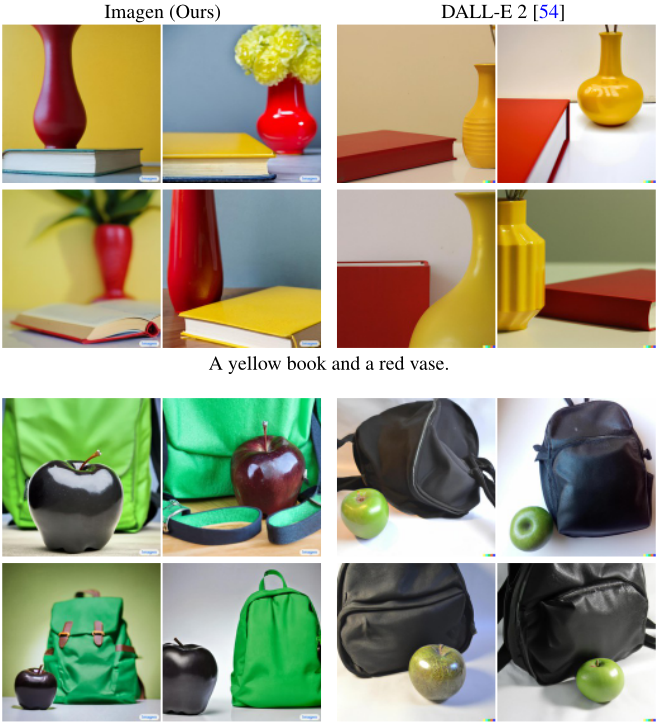 Imagen (Ours)
DALL-E 2 [54]
A yellow book and a red vase.